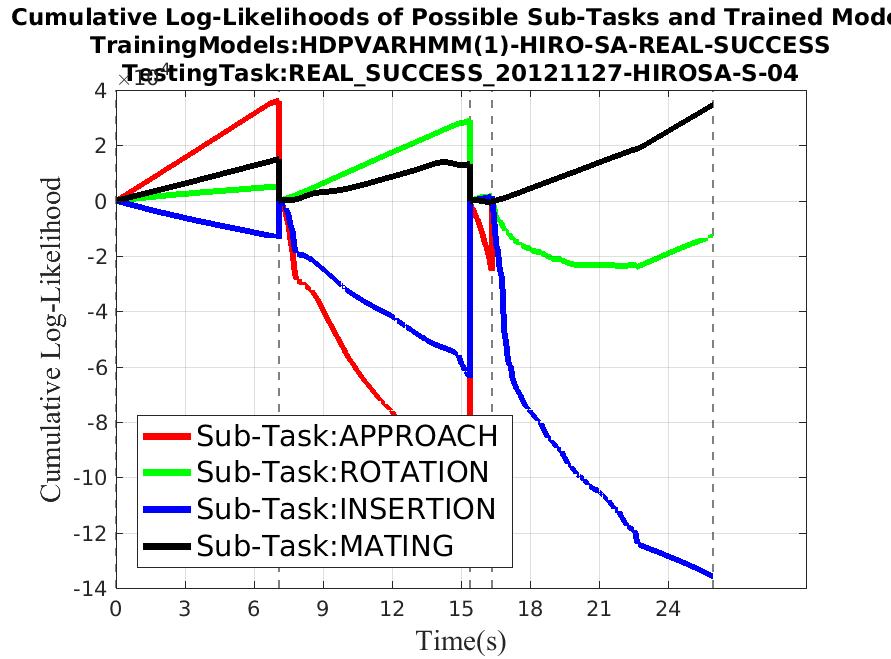 Cumulative Log-Likelihoods of Possible Sub-Tasks and Trained Mode
TrainingModels:HDPVARHMM(1)-HIRO-SA-REAL-SUCCESS
TestingTask:REAL_SUCCESS_20121127-HIROSA-S-04
×10⁴
4
2
0
-2
-4
-6
-8
-10
-12
-14
Cumulative Log-Likelihood
Sub-Task:APPROACH
Sub-Task:ROTATION
Sub-Task:INSERTION
Sub-Task:MATING
0 3 6 9 12 15 18 21 24
Time(s)